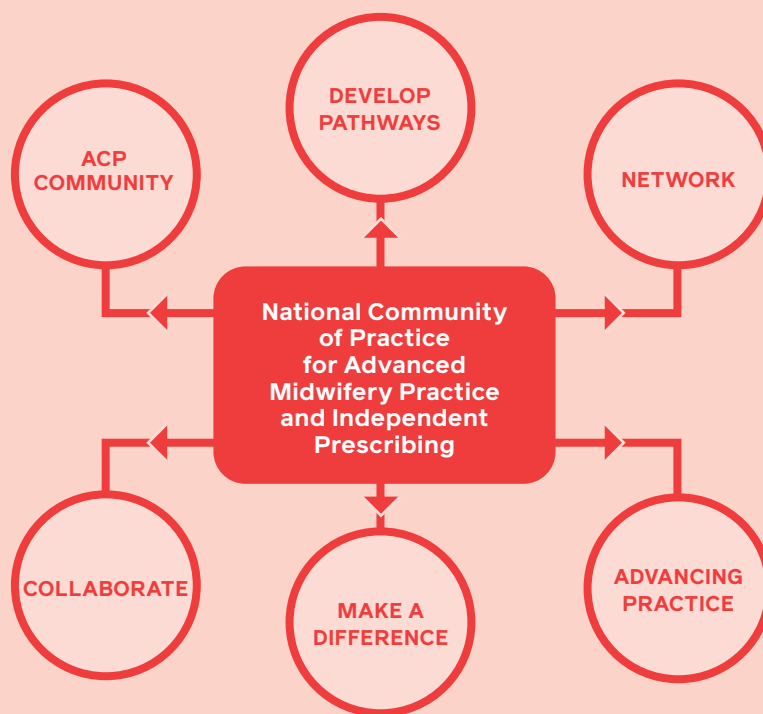 DEVELOP
PATHWAYS
ACP
COMMUNITY
NETWORK
National Community
of Practice
for Advanced
Midwifery Practice
and Independent
Prescribing
COLLABORATE
MAKE A
DIFFERENCE
ADVANCING
PRACTICE